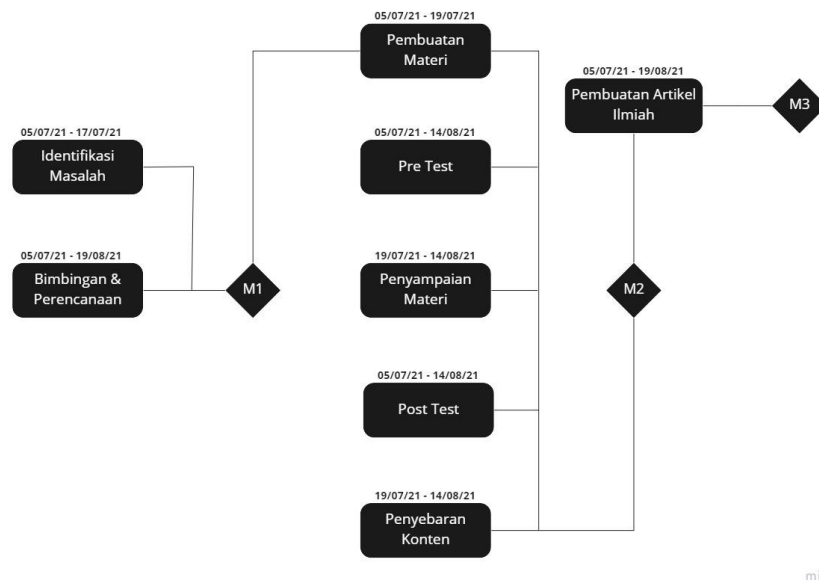 05/07/21 - 17/07/21
Identifikasi
Masalah
05/07/21 - 19/08/21
Bimbingan &
Perencanaan
M1
05/07/21 - 19/07/21
Pembuatan
Materi
05/07/21 - 14/08/21
Pre Test
19/07/21 - 14/08/21
Penyampaian
Materi
05/07/21 - 14/08/21
Post Test
19/07/21 - 14/08/21
Penyebaran
Konten
05/07/21 - 19/08/21
Pembuatan Artikel
Ilmiah
M2
M3